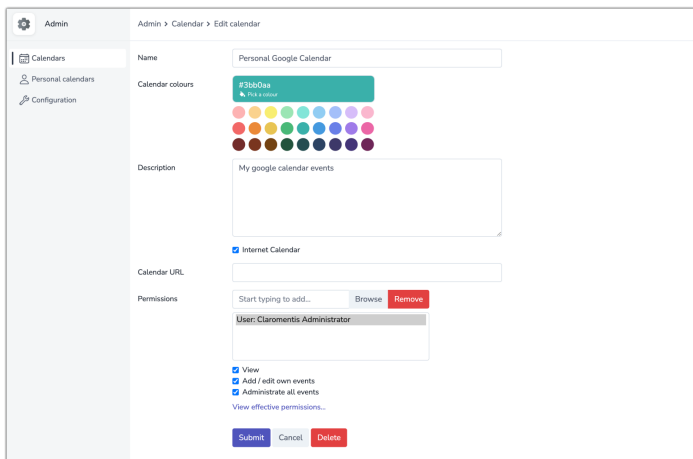 Admin
Admin > Calendar > Edit calendar
Calendars
Personal calendars
Configuration
Name
Personal Google Calendar
Calendar colours
#3bb0aa
Pick a colour
Description
My google calendar events
Internet Calendar
Calendar URL
Permissions
Start typing to add... Browse Remove
User: Claromentis Administrator
View
Add / edit own events
Administrate all events
View effective permissions...
Submit Cancel Delete